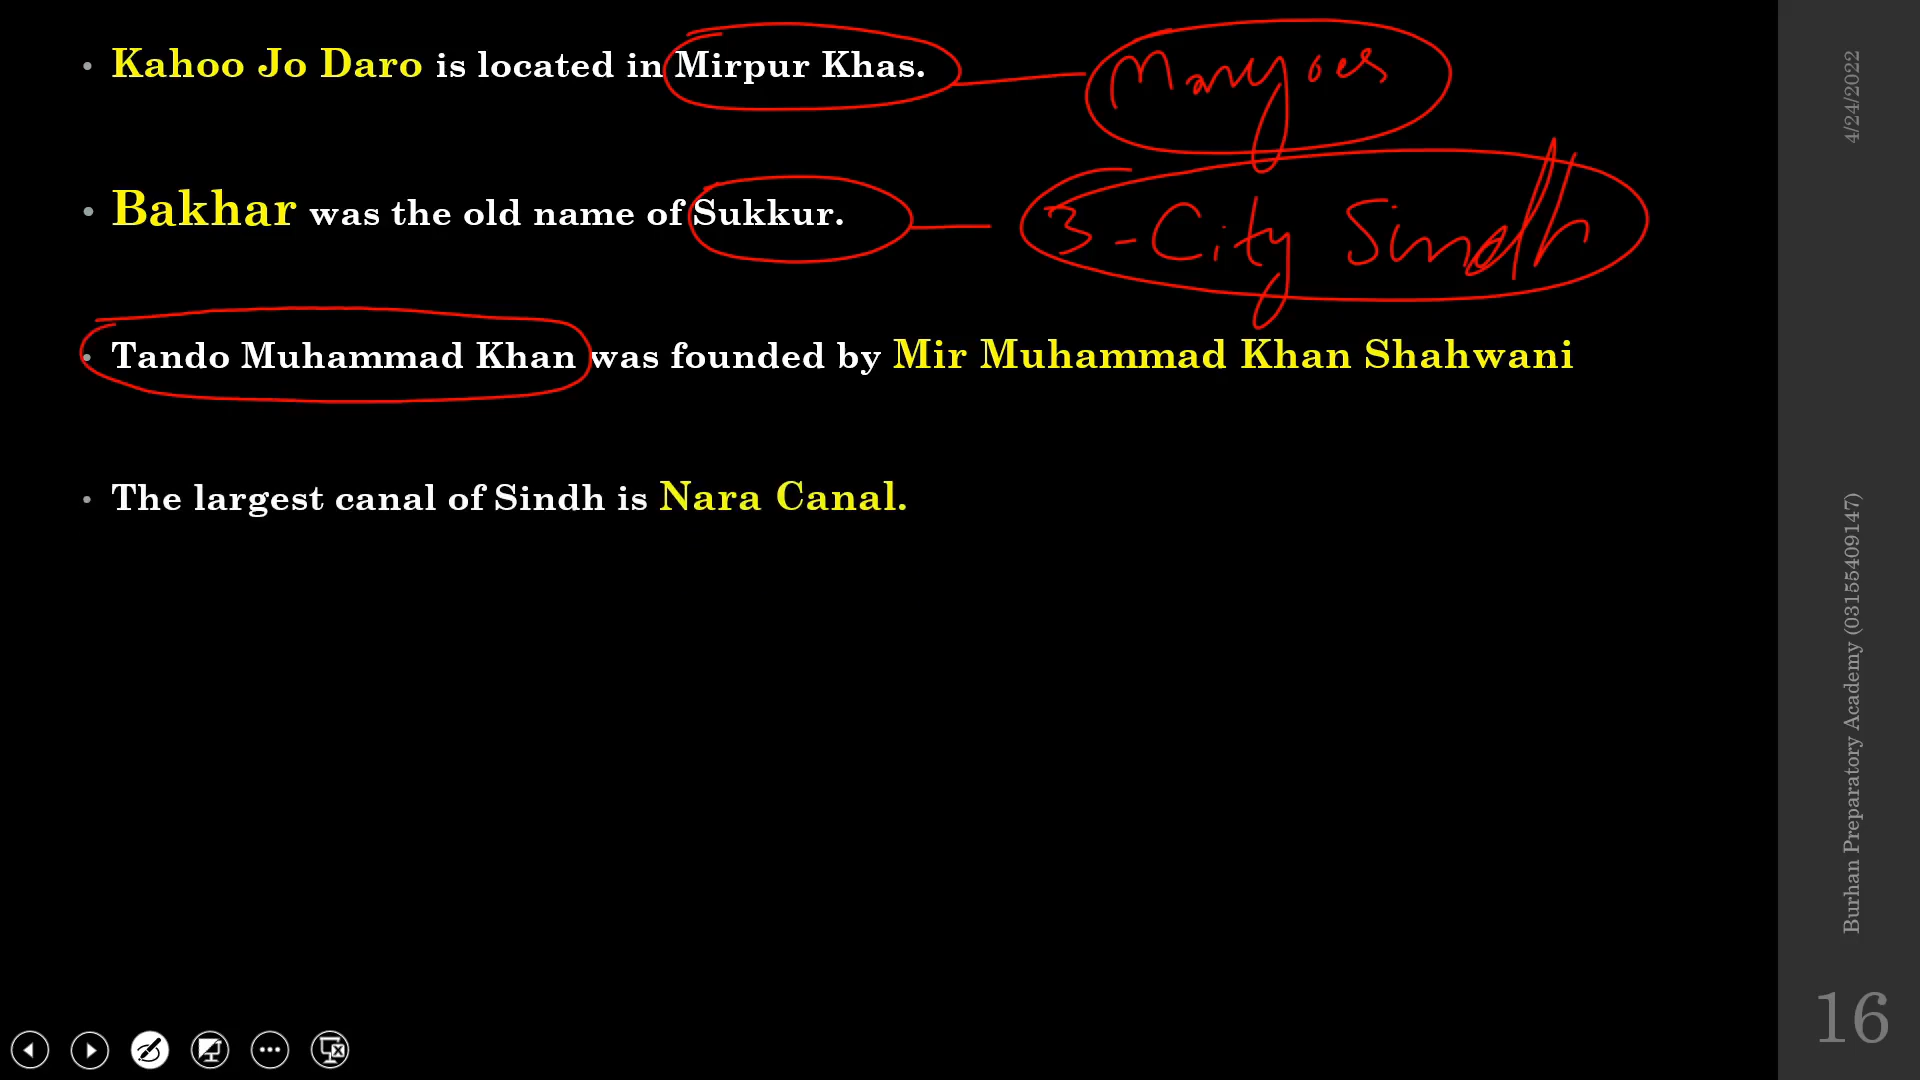 • Kahoo Jo Daro is located in Mirpur Khas. Mangoes
• Bakhar was the old name of Sukkur. 3-City Sindh
• Tando Muhammad Khan was founded by Mir Muhammad Khan Shahwani
• The largest canal of Sindh is Nara Canal.
4/24/2022
Burhan Preparatory Academy (03155409147)
16